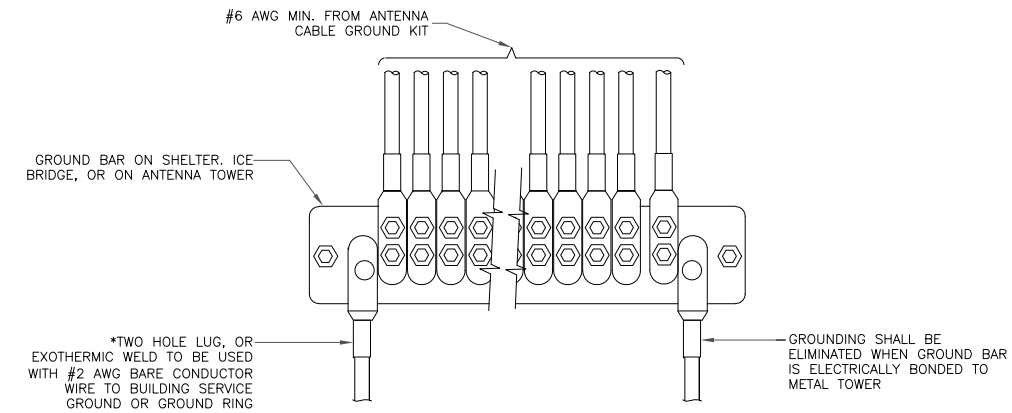 #6 AWG MIN. FROM ANTENNA
CABLE GROUND KIT
GROUND BAR ON SHELTER. ICE
BRIDGE, OR ON ANTENNA TOWER
*TWO HOLE LUG, OR
EXOTHERMIC WELD TO BE USED
WITH #2 AWG BARE CONDUCTOR
WIRE TO BUILDING SERVICE
GROUND OR GROUND RING
GROUNDING SHALL BE
ELIMINATED WHEN GROUND BAR
IS ELECTRICALLY BONDED TO
METAL TOWER